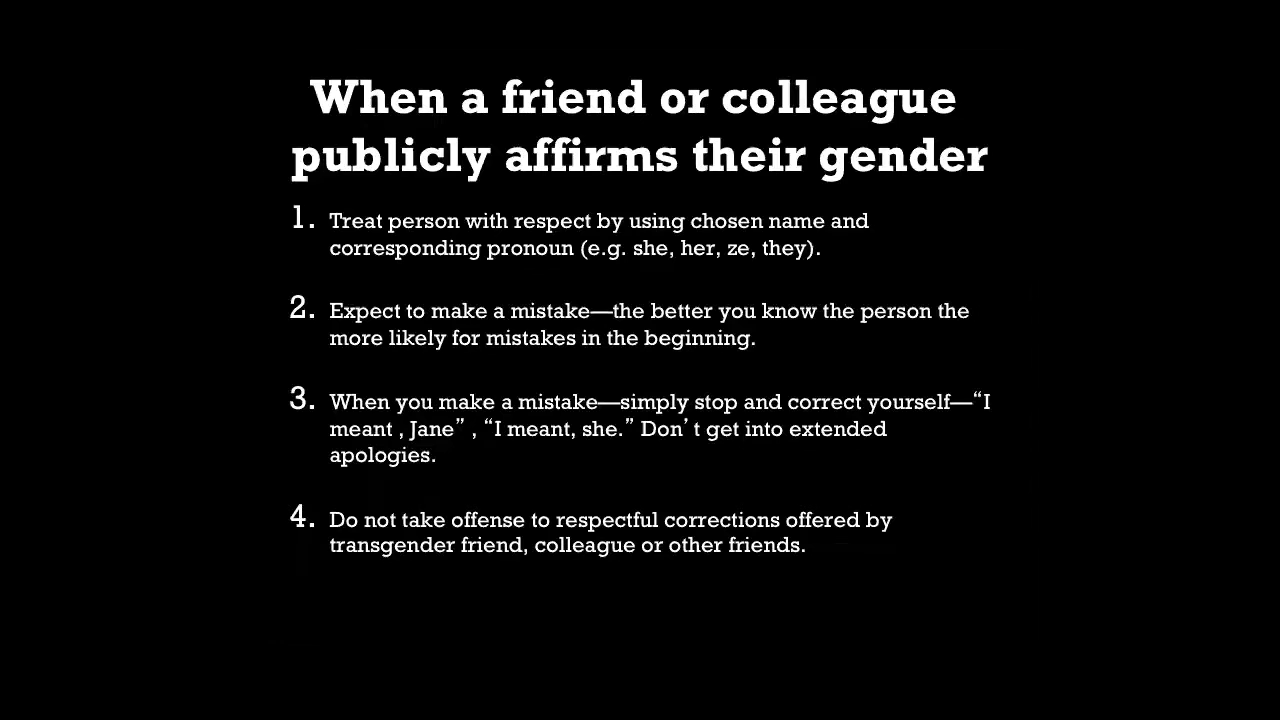 When a friend or colleague
publicly affirms their gender
1. Treat person with respect by using chosen name and
corresponding pronoun (e.g. she, her, ze, they).
2. Expect to make a mistake—the better you know the person the
more likely for mistakes in the beginning.
3. When you make a mistake—simply stop and correct yourself—“I
meant , Jane” , “I meant, she.” Don’ t get into extended
apologies.
4. Do not take offense to respectful corrections offered by
transgender friend, colleague or other friends.